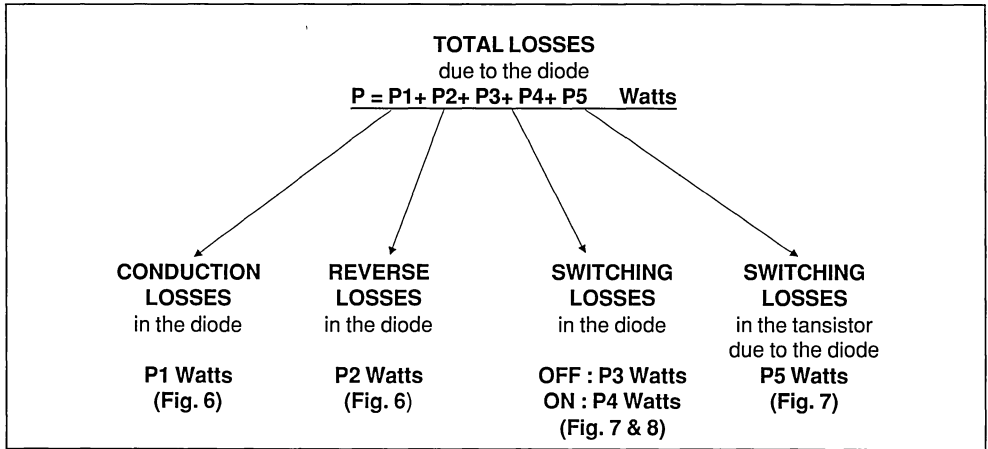 TOTAL LOSSES
due to the diode
P = P1+ P2+ P3+ P4+ P5 Watts
CONDUCTION
LOSSES
in the diode
P1 Watts
(Fig. 6)
REVERSE
LOSSES
in the diode
P2 Watts
(Fig. 6)
SWITCHING
LOSSES
in the diode
OFF : P3 Watts
ON : P4 Watts
(Fig. 7 & 8)
SWITCHING
LOSSES
in the tansistor
due to the diode
P5 Watts
(Fig. 7)